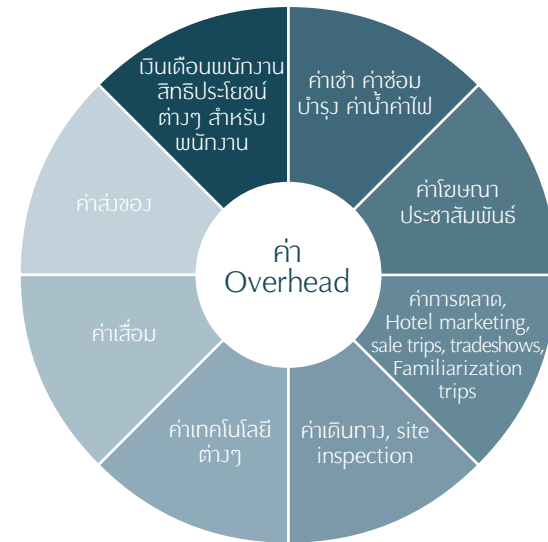 เงินเดือนพนักงาน
สิทธิประโยชน์
ต่างๆ สำหรับ
พนักงาน
ค่าเช่า ค่าซ่อม
บำรุง ค่าน้ำค่าไฟ
ค่าโฆษณา
ประชาสัมพันธ์
ค่าการตลาด,
Hotel marketing,
sale trips, tradeshows,
Familiarization
trips
ค่าเดินทาง, site
inspection
ค่าเทคโนโลยี
ต่างๆ
ค่าเสื่อม
ค่าส่งของ
ค่า
Overhead